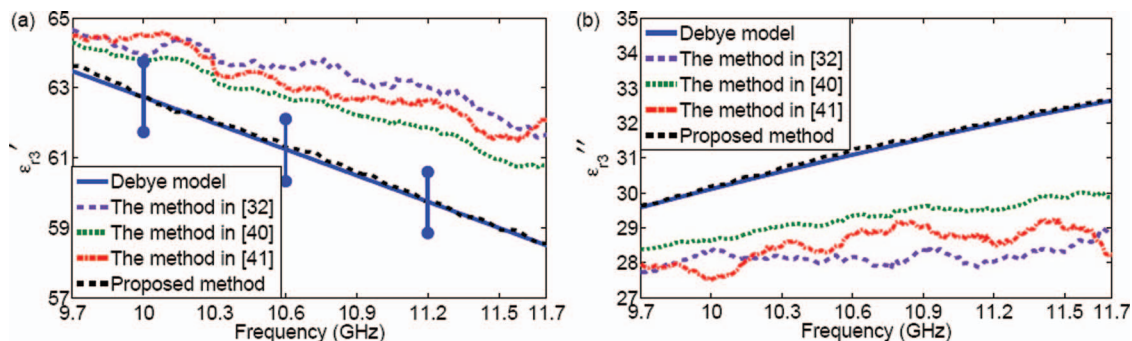 (a)
65
63
61
59
57
εr3′
Debye model
The method in [32]
The method in [40]
The method in [41]
Proposed method
9.7 10 10.3 10.6 10.9 11.2 11.5 11.7
Frequency (GHz)
(b)
35
34
33
32
31
30
29
28
27
εr3′′
Debye model
The method in [32]
The method in [40]
The method in [41]
Proposed method
9.7 10 10.3 10.6 10.9 11.2 11.5 11.7
Frequency (GHz)